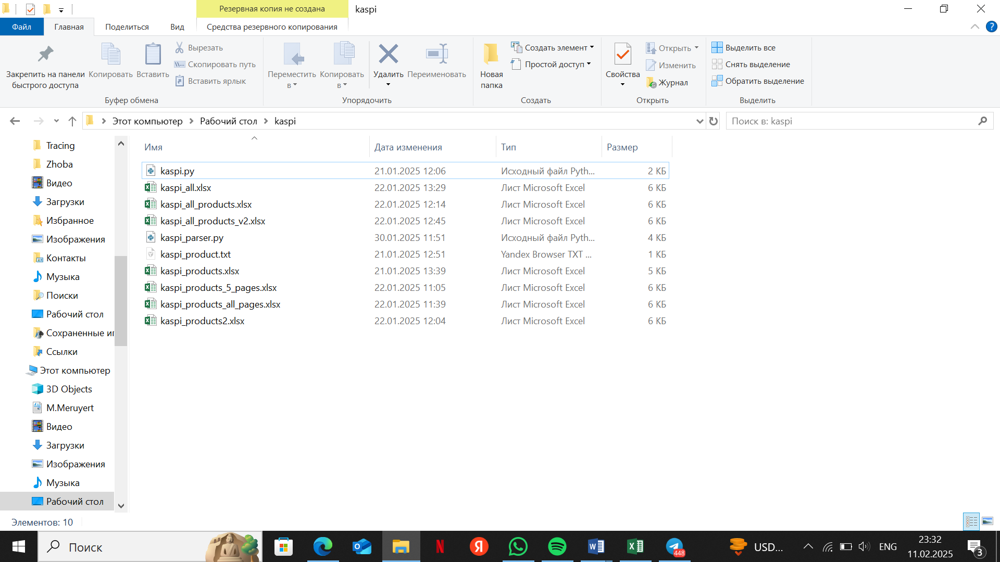 Резервная копия не создана
kaspi
Файл
Главная
Поделиться
Вид
Средства резервного копирования
?
Закрепить на панели
быстрого доступа
Копировать
Вставить
Вырезать
Скопировать путь
Вставить ярлык
Буфер обмена
Переместить
в
Копировать
в
Удалить
Переименовать
Упорядочить
Новая
папка
Создать элемент
Простой доступ
Создать
Свойства
Открыть
Изменить
Журнал
Открыть
Выделить все
Снять выделение
Обратить выделение
Выделить
Этот компьютер
Рабочий стол
kaspi
Поиск в: kaspi
Tracing
Zhoba
Видео
Загрузки
Избранное
Изображения
Контакты
Музыка
Поиски
Рабочий стол
Сохраненные иг
Ссылки
Этот компьютер
3D Objects
M.Meruyert
Видео
Загрузки
Изображения
Музыка
Рабочий стол
Имя Дата изменения Тип Размер
kaspi.py 21.01.2025 12:06 Исходный файл Pyth... 2 КБ
kaspi_all.xlsx 22.01.2025 13:29 Лист Microsoft Excel 6 КБ
kaspi_all_products.xlsx 22.01.2025 12:14 Лист Microsoft Excel 6 КБ
kaspi_all_products_v2.xlsx 22.01.2025 12:45 Лист Microsoft Excel 6 КБ
kaspi_parser.py 30.01.2025 11:51 Исходный файл Pyth... 4 КБ
kaspi_product.txt 21.01.2025 12:51 Yandex Browser TXT ... 1 КБ
kaspi_products.xlsx 21.01.2025 13:39 Лист Microsoft Excel 5 КБ
kaspi_products_5_pages.xlsx 22.01.2025 11:05 Лист Microsoft Excel 6 КБ
kaspi_products_all_pages.xlsx 22.01.2025 11:39 Лист Microsoft Excel 6 КБ
kaspi_products2.xlsx 22.01.2025 12:04 Лист Microsoft Excel 6 КБ
Элементов: 10
Поиск
N
Я
448
USD...
ENG
23:32
11.02.2025
3